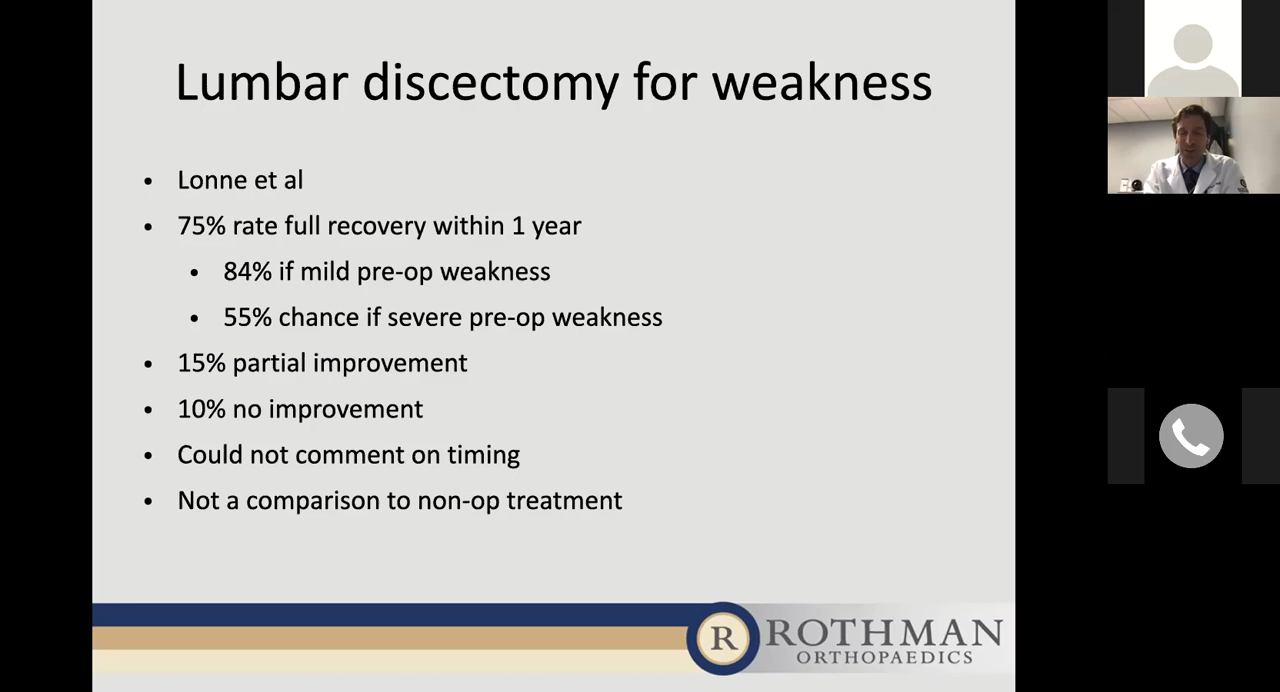 Lumbar discectomy for weakness
• Lonne et al
• 75% rate full recovery within 1 year
• 84% if mild pre-op weakness
• 55% chance if severe pre-op weakness
• 15% partial improvement
• 10% no improvement
• Could not comment on timing
• Not a comparison to non-op treatment
R ROTHMAN
ORTHOPAEDICS